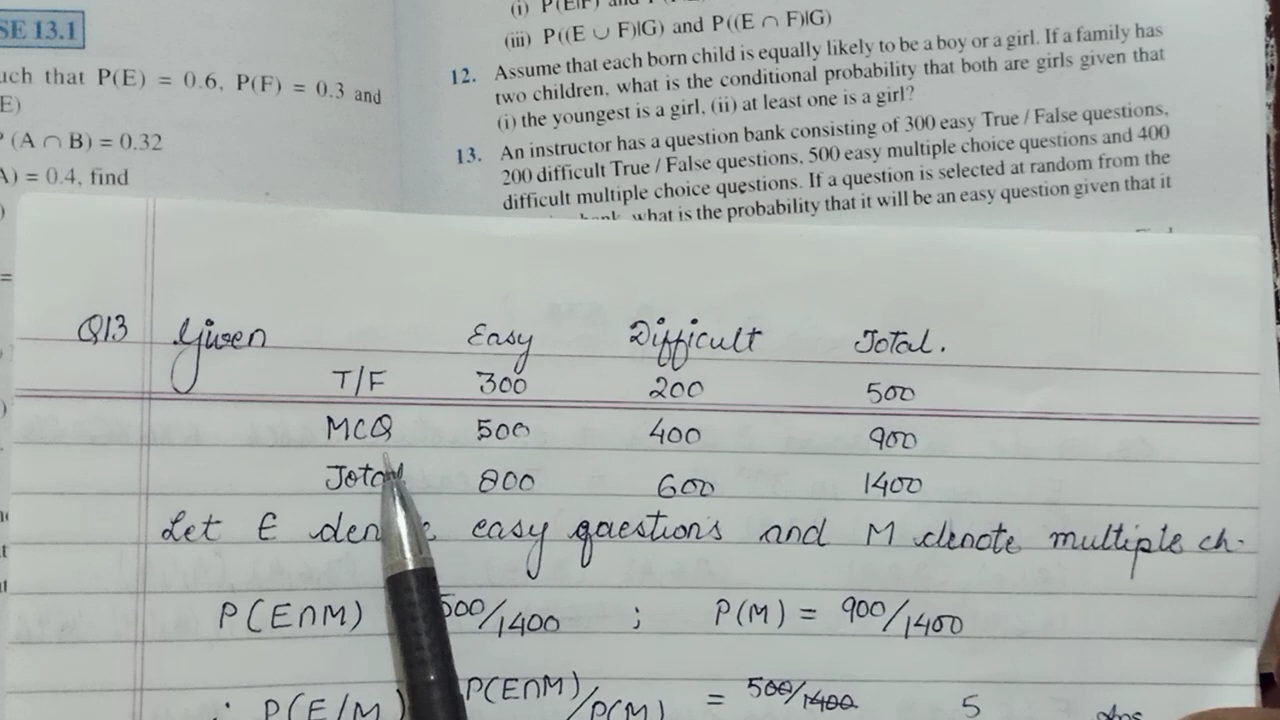 SE 13.1
uch that P(E) = 0.6, P(F) = 0.3 and
E)
P (A ∩ B) = 0.32
A) = 0.4, find
(i) P(E|F) and
(iii) P((E ∪ F)|G) and P((E ∩ F)|G)
12. Assume that each born child is equally likely to be a boy or a girl. If a family has
two children, what is the conditional probability that both are girls given that
(i) the youngest is a girl, (ii) at least one is a girl?
13. An instructor has a question bank consisting of 300 easy True / False questions,
200 difficult True / False questions, 500 easy multiple choice questions and 400
difficult multiple choice questions. If a question is selected at random from the
what is the probability that it will be an easy question given that it
Q13 Given Easy Difficult Total.
T/F 300 200 500
MCQ 500 400 900
Total 800 600 1400
Let E easy questions and M denote multiple ch.
P(E∩M) 500/1400 ; P(M) = 900/1400
∴ P(E/M) P(E∩M)/P(M) = 500/1400 5 Ans